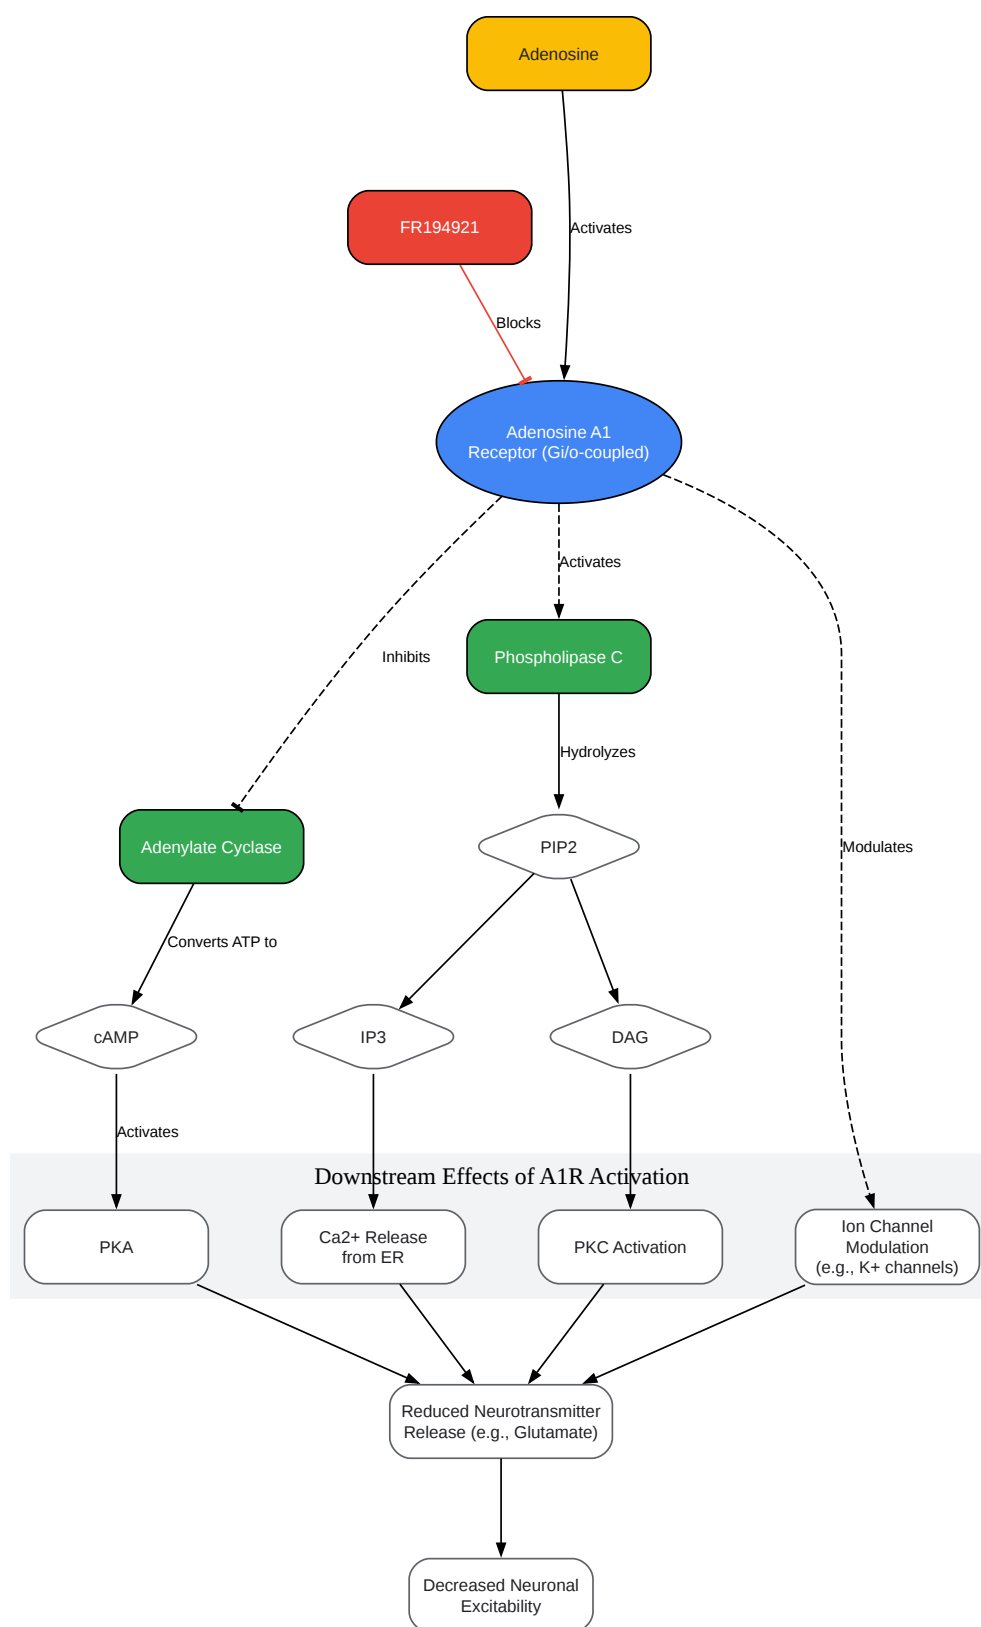 Adenosine
FR194921
Activates
Blocks
Adenosine A1
Receptor (Gi/o-coupled)
Activates
Inhibits
Phospholipase C
Hydrolyzes
Adenylate Cyclase
PIP2
Modulates
Converts ATP to
cAMP
IP3
DAG
Activates
Downstream Effects of A1R Activation
PKA
Ca2+ Release
from ER
PKC Activation
Ion Channel
Modulation
(e.g., K+ channels)
Reduced Neurotransmitter
Release (e.g., Glutamate)
Decreased Neuronal
Excitability